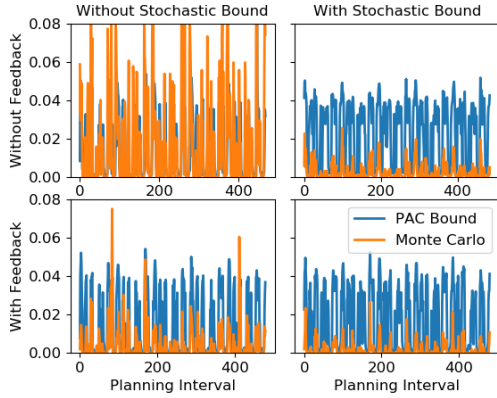 Without Stochastic Bound
With Stochastic Bound
Without Feedback
0.08
0.06
0.04
0.02
0.00
0
200
400
0
200
400
With Feedback
0.08
0.06
0.04
0.02
0.00
PAC Bound
Monte Carlo
0
200
400
0
200
400
Planning Interval
Planning Interval